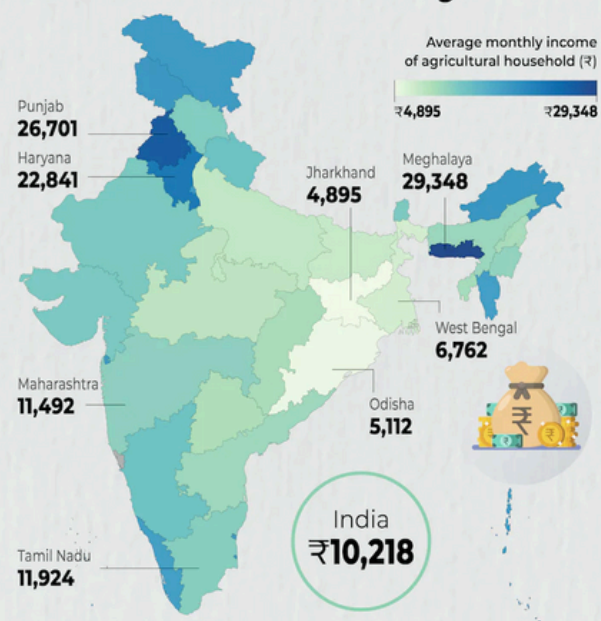 Average monthly income
of agricultural household (₹)
₹4,895 ₹29,348
Punjab
26,701
Haryana
22,841
Jharkhand
4,895
Meghalaya
29,348
West Bengal
6,762
Maharashtra
11,492
Odisha
5,112
₹
India
₹10,218
Tamil Nadu
11,924